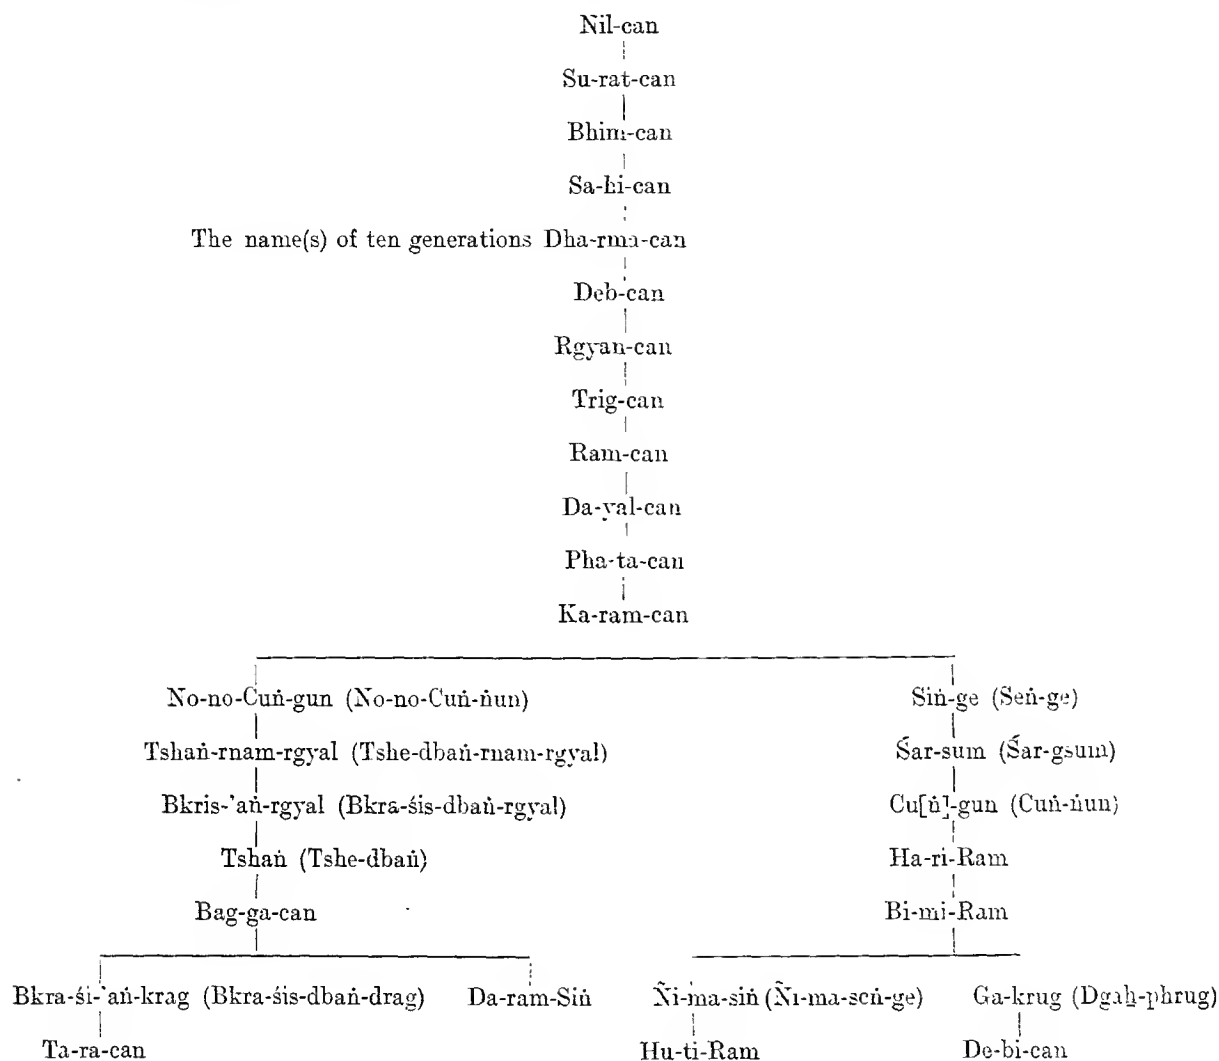 Nil-can
Su-rat-can
Bhim-can
Sa-hi-can
The name(s) of ten generations Dha-rma-can
Deb-can
Rgyan-can
Trig-can
Ram-can
Da-yal-can
Pha-ta-can
Ka-ram-can
No-no-Cuṅ-gun (No-no-Cuṅ-ṅun) Siṅ-ge (Seṅ-ge)
Tshaṅ-rnam-rgyal (Tshe-dbaṅ-rnam-rgyal) Śar-sum (Śar-gsum)
Bkris-'aṅ-rgyal (Bkra-śis-dbaṅ-rgyal) Cu[ṅ]-gun (Cuṅ-ṅun)
Tshaṅ (Tshe-dbaṅ) Ha-ri-Ram
Bag-ga-can Bi-mi-Ram
Bkra-śi-'aṅ-krag (Bkra-śis-dbaṅ-drag) Da-ram-Siṅ Ñi-ma-siṅ (Ñi-ma-seṅ-ge) Ga-krug (Dgaḥ-phrug)
Ta-ra-can Hu-ti-Ram De-bi-can